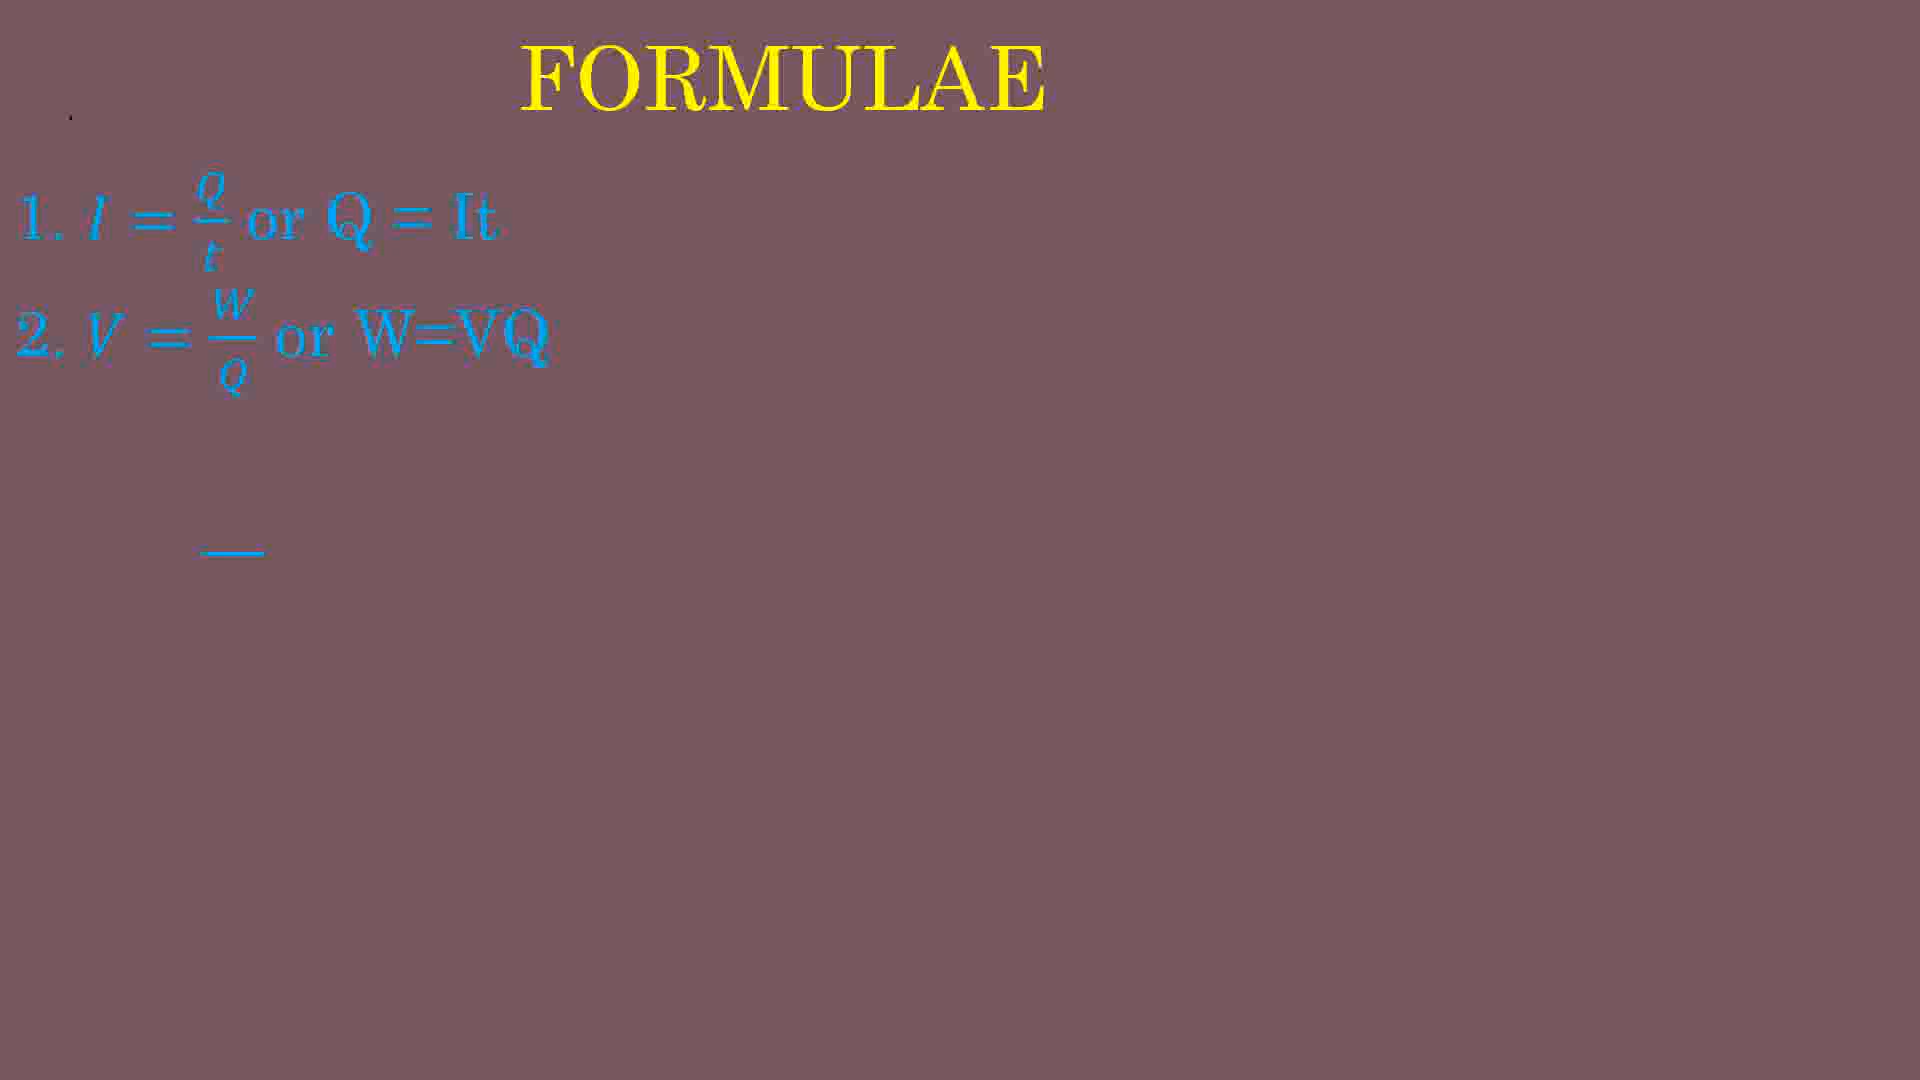 FORMULAE
1. I = Q/t or Q = It
2. V = W/Q or W=VQ